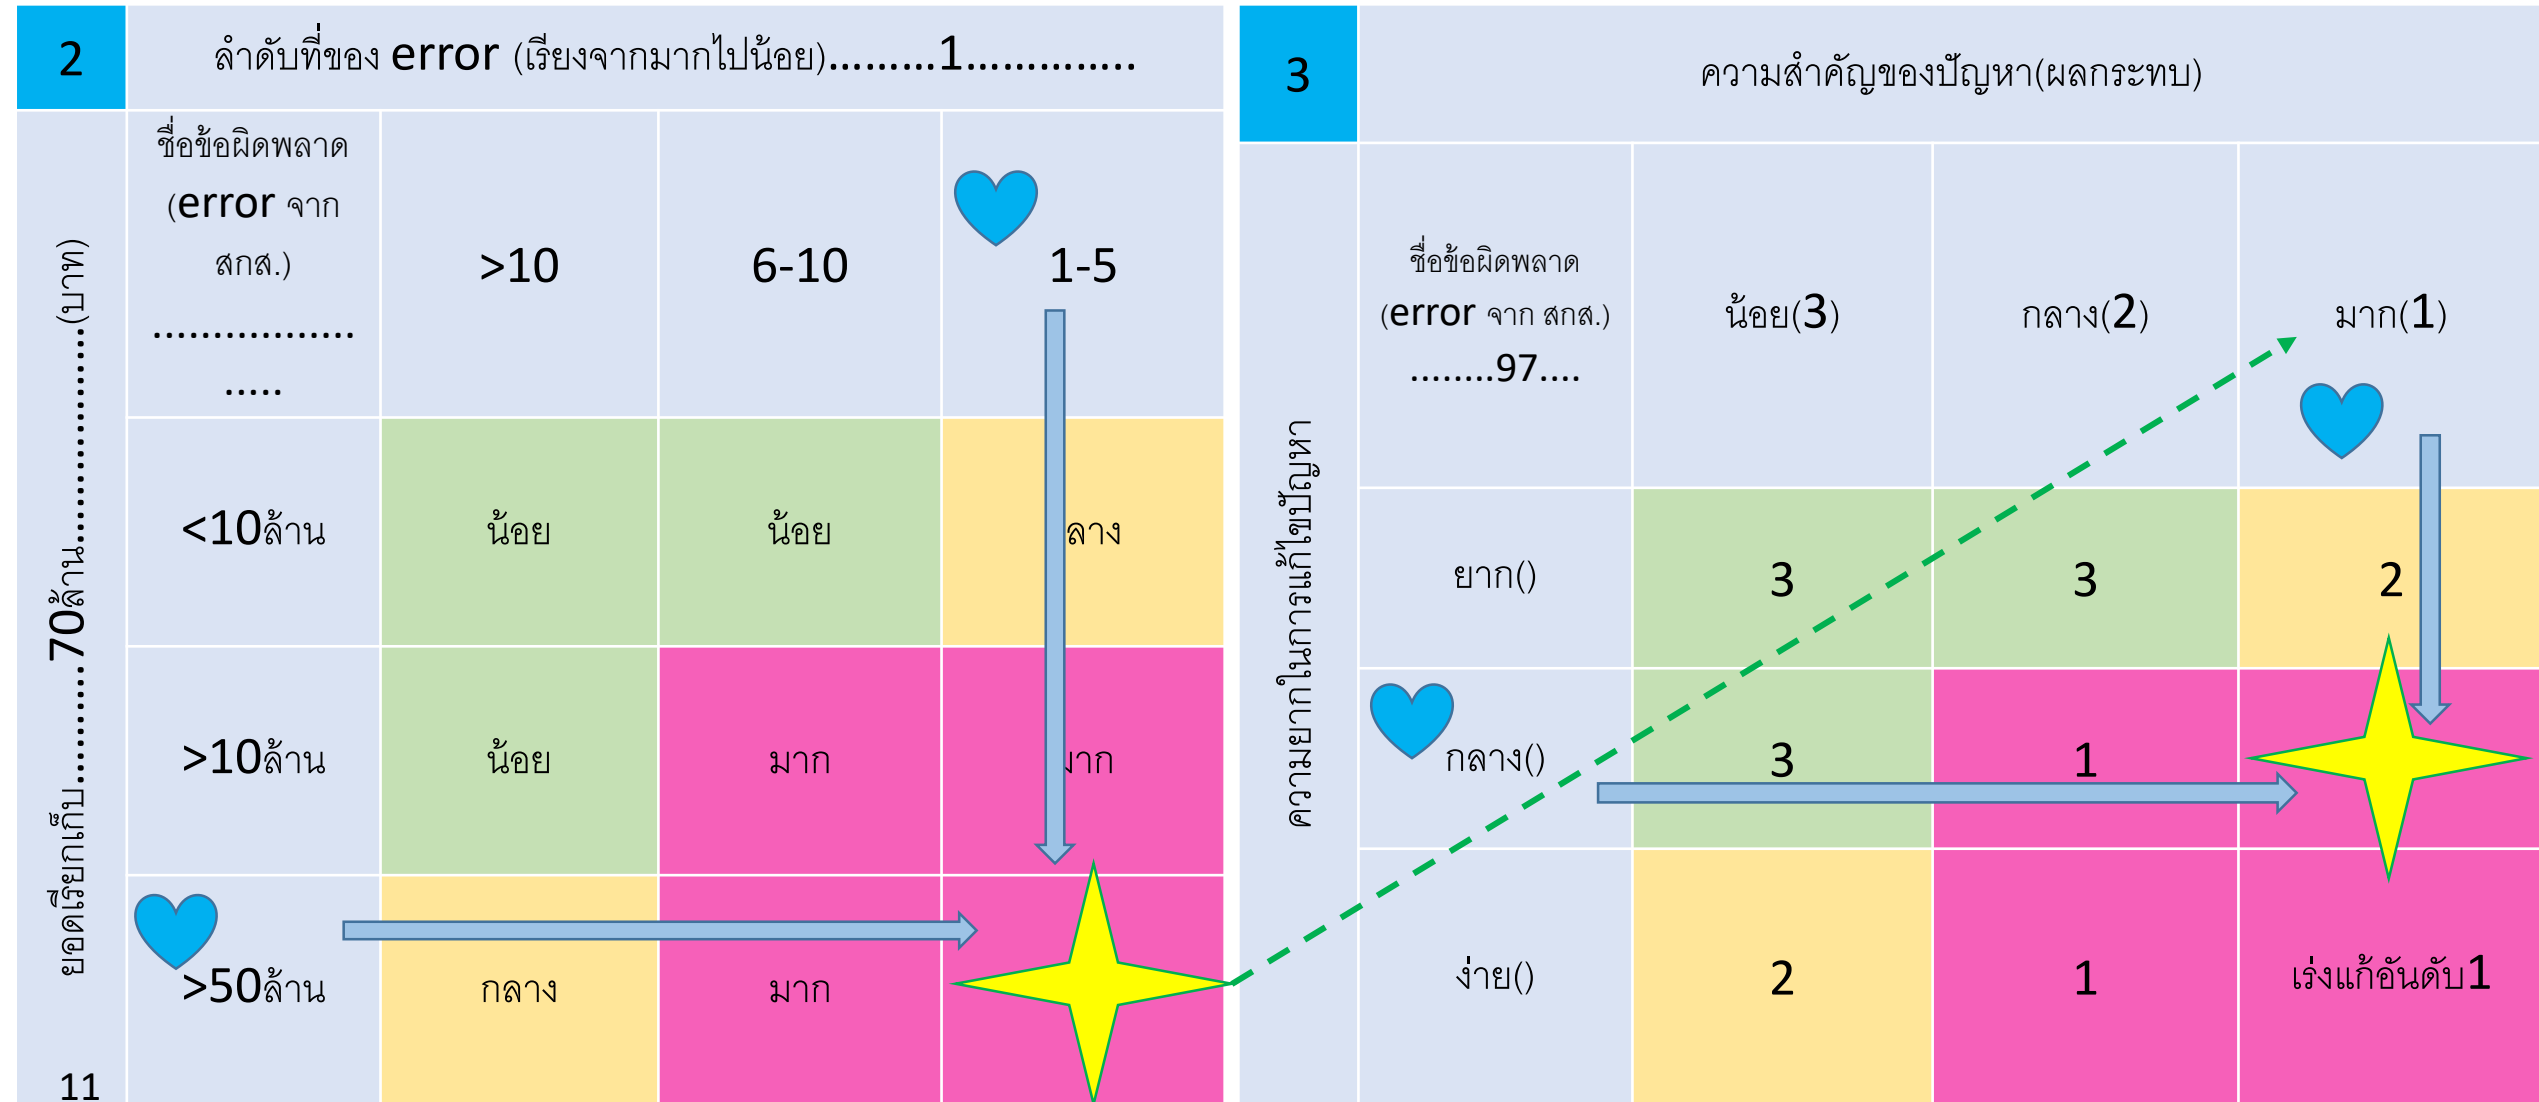 2
ลำดับที่ของ error (เรียงจากมากไปน้อย).........1..............
ยอดเรียกเก็บ..........70ล้าน..................(บาท)
ชื่อข้อผิดพลาด
(error จาก
สกส.)
.................
.....
>10
6-10
1-5
<10ล้าน
น้อย
น้อย
ลาง
>10ล้าน
น้อย
มาก
มาก
>50ล้าน
กลาง
มาก
11
3
ความสำคัญของปัญหา(ผลกระทบ)
ความยากในการแก้ไขปัญหา
ชื่อข้อผิดพลาด
(error จาก สกส.)
........97....
น้อย(3)
กลาง(2)
มาก(1)
ยาก()
3
3
2
กลาง()
3
1
ง่าย()
2
1
เร่งแก้อันดับ1